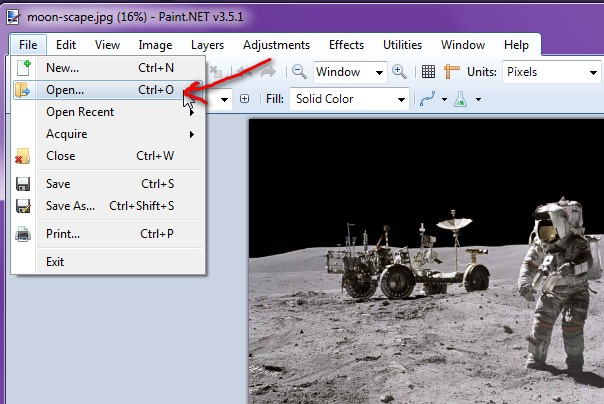 moon-scape.jpg (16%) - Paint.NET v3.5.1
File Edit View Image Layers Adjustments Effects Utilities Window Help
New... Ctrl+N
Window Units: Pixels
Open... Ctrl+O
Fill: Solid Color
Open Recent
Acquire
Close Ctrl+W
Save Ctrl+S
Save As... Ctrl+Shift+S
Print... Ctrl+P
Exit